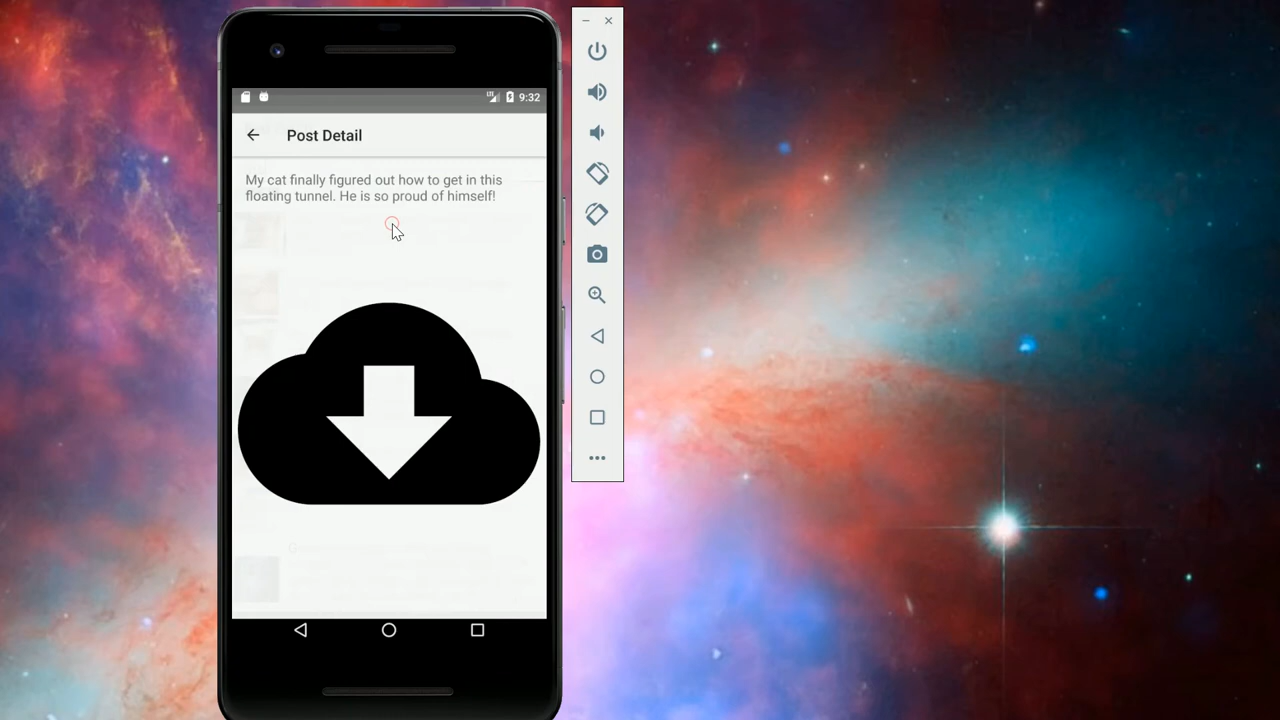 LTE 9:32
Post Detail
My cat finally figured out how to get in this
floating tunnel. He is so proud of himself!